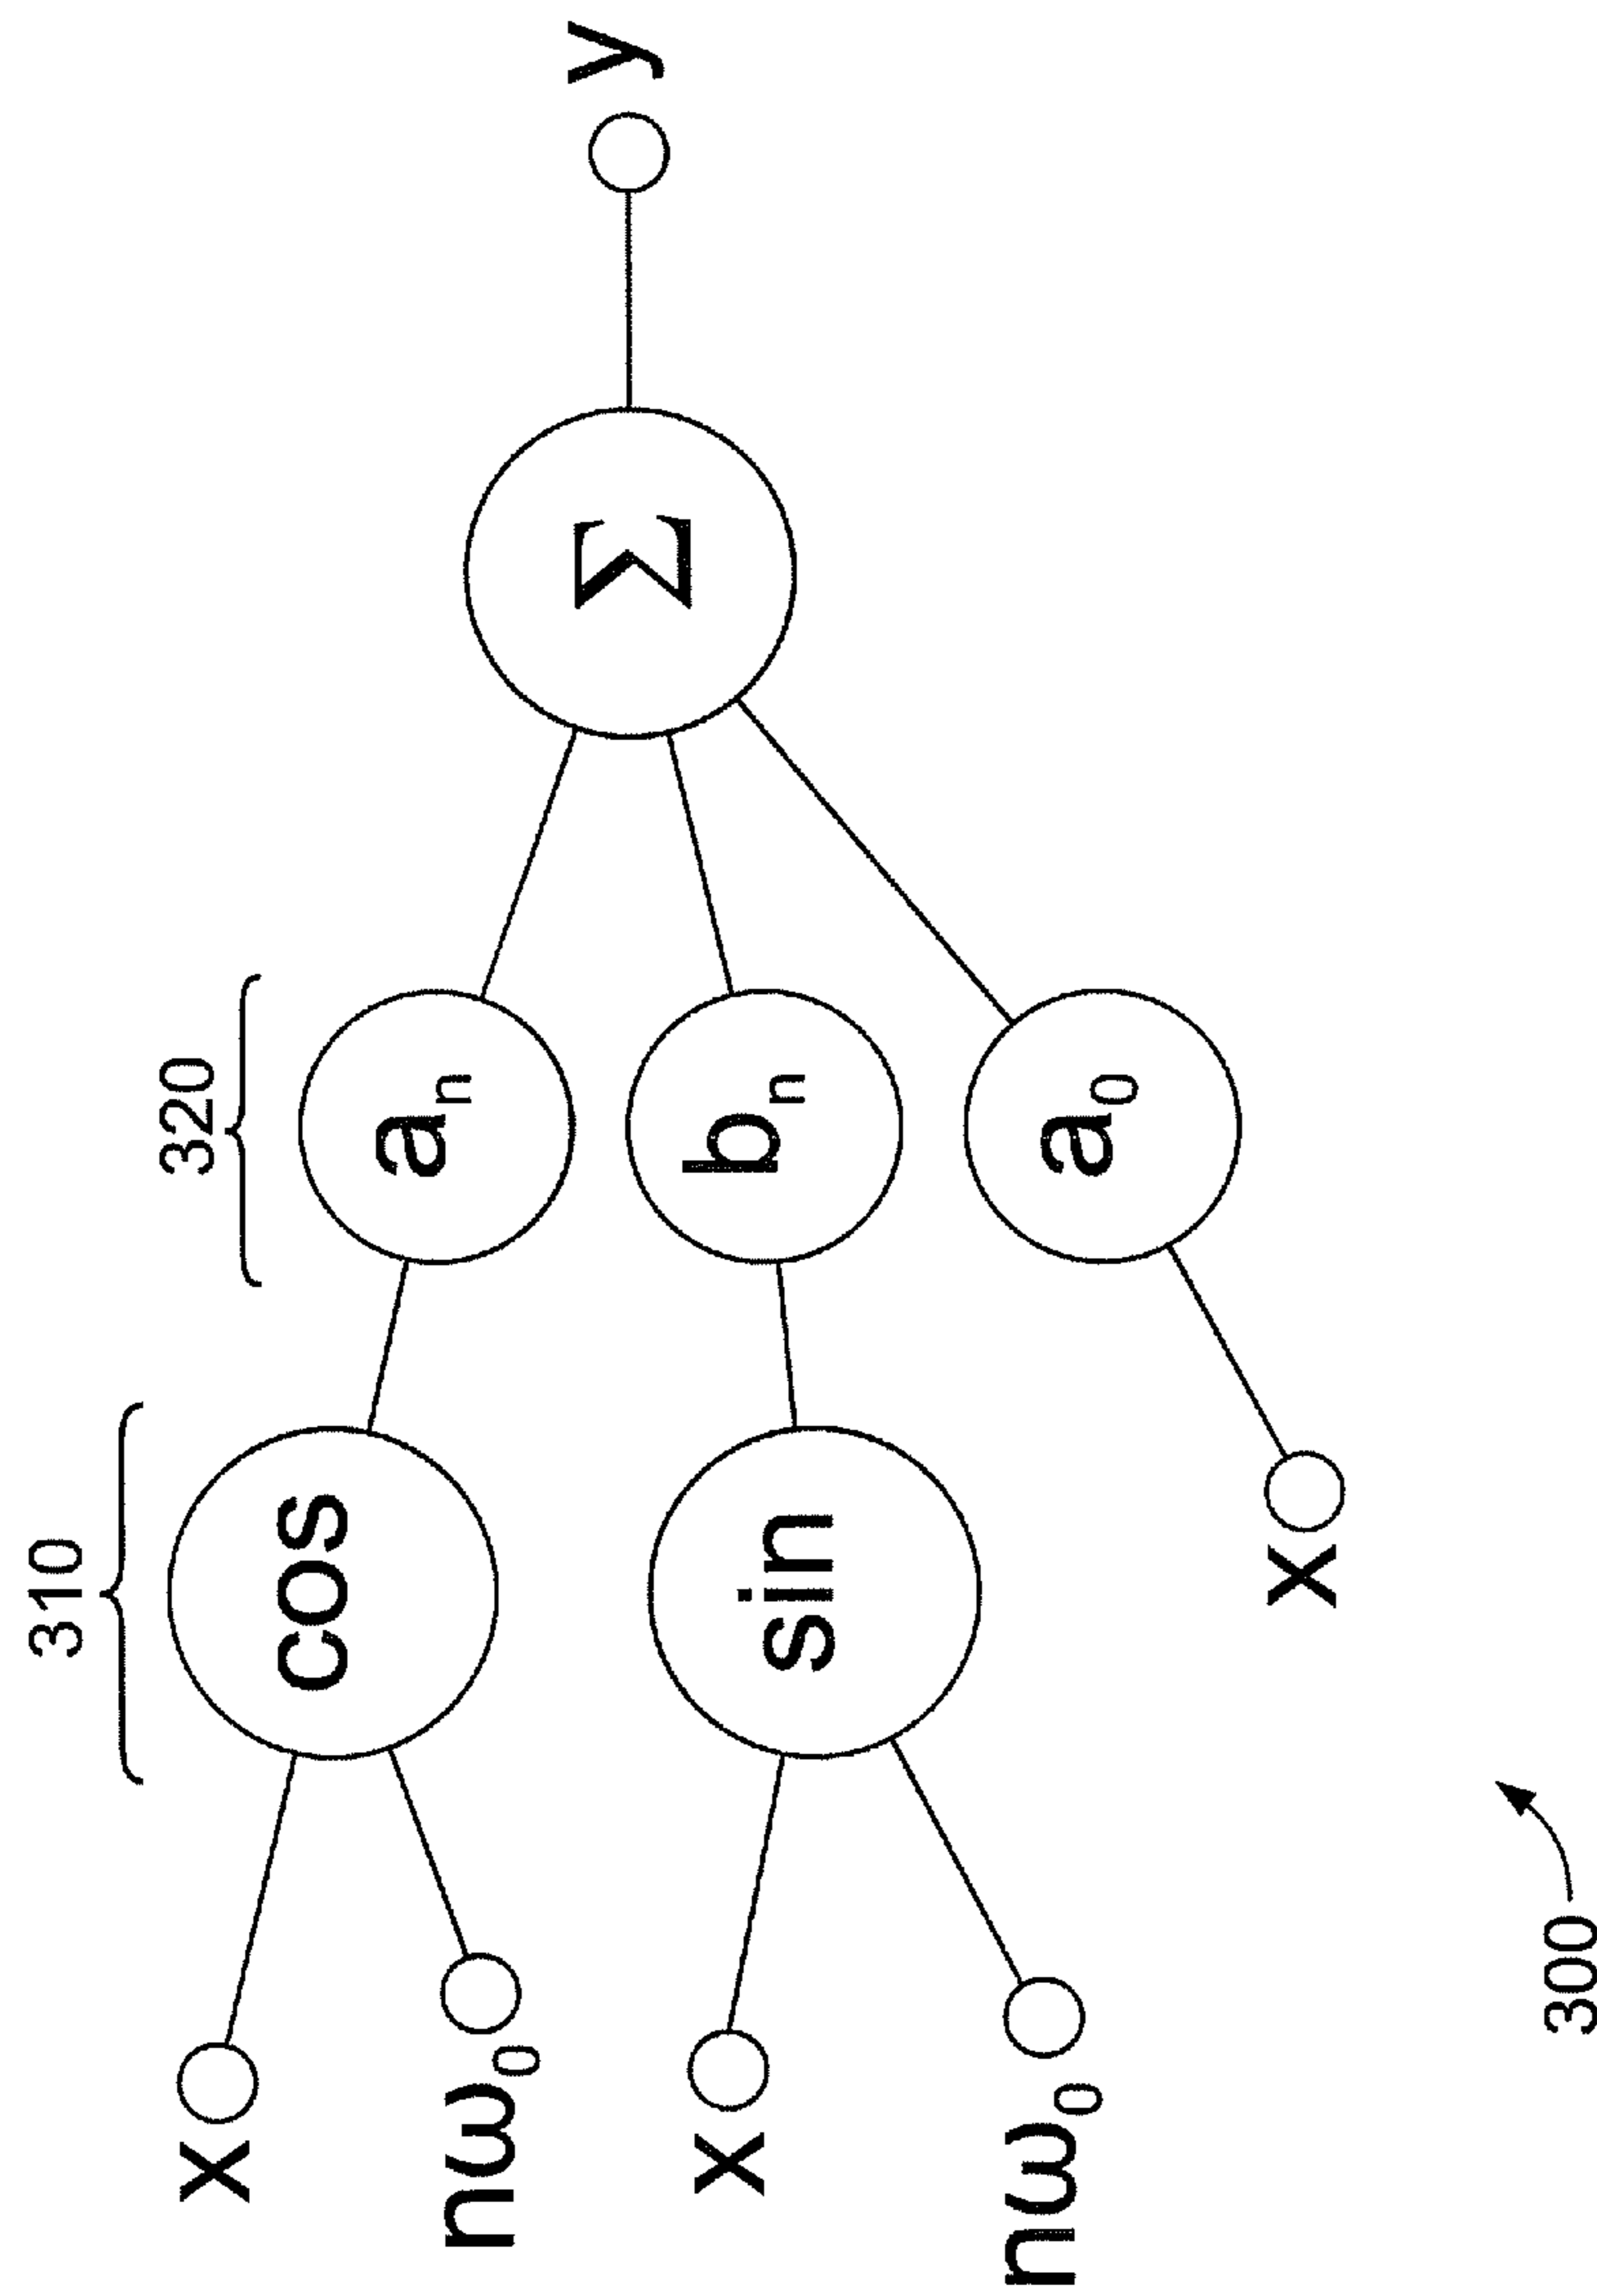 310
320
x
cos
aₙ
nω₀
Σ
y
x
sin
bₙ
nω₀
a₀
x
300